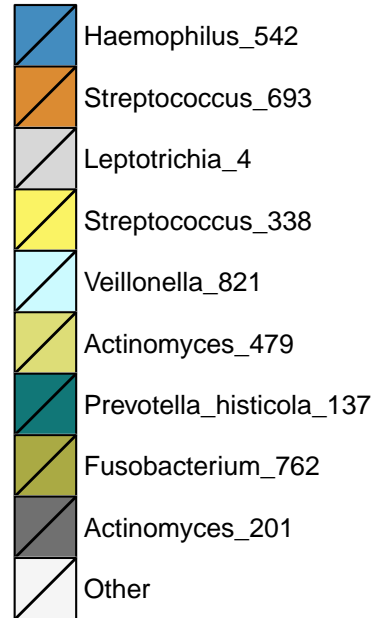 Haemophilus_542
Streptococcus_693
Leptotrichia_4
Streptococcus_338
Veillonella_821
Actinomyces_479
Prevotella_histicola_137
Fusobacterium_762
Actinomyces_201
Other